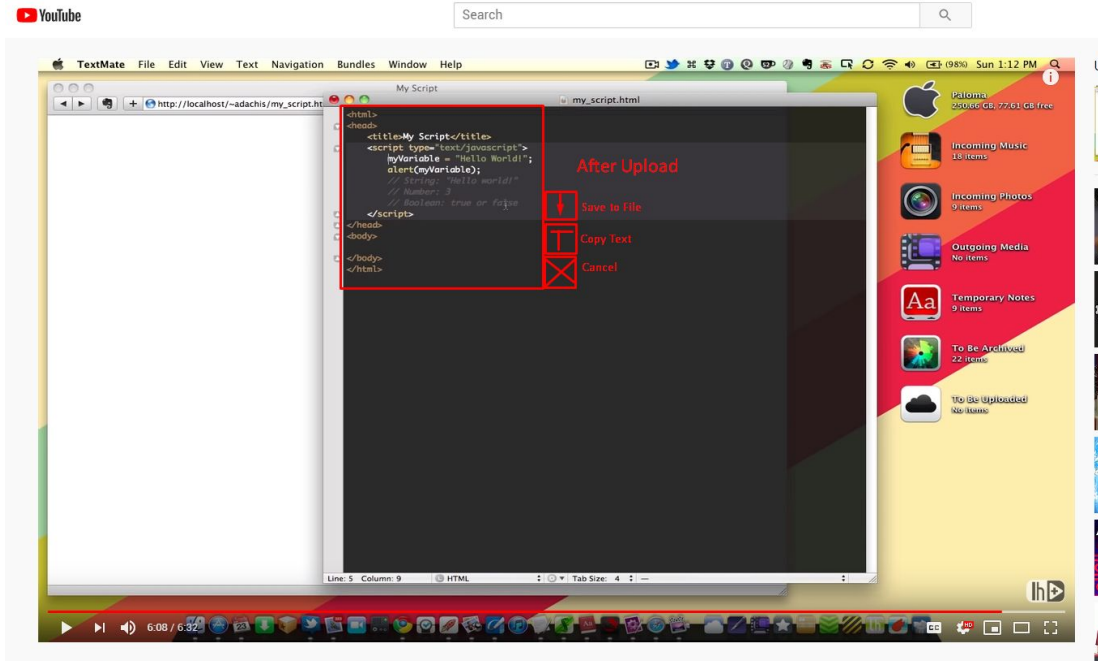 YouTube
Search
TextMate File Edit View Text Navigation Bundles Window Help
(98%) Sun 1:12 PM
My Script
http://localhost/~adachis/my_script.ht
my_script.html
<html>
<head>
<title>My Script</title>
<script type="text/javascript">
myVariable = "Hello World!";
alert(myVariable);
// String: "Hello world!"
// Number: 3
// Boolean: true or false
</script>
</head>
<body>
</body>
</html>
After Upload
Save to File
Copy Text
Cancel
Paloma
250.66 GB, 77.61 GB free
Incoming Music
18 items
Incoming Photos
9 items
Outgoing Media
No items
Aa
Temporary Notes
9 items
To Be Archived
22 items
To Be Uploaded
No items
Line: 5 Column: 9 HTML Tab Size: 4 —
lh
6:08 / 6:32
CC
HD